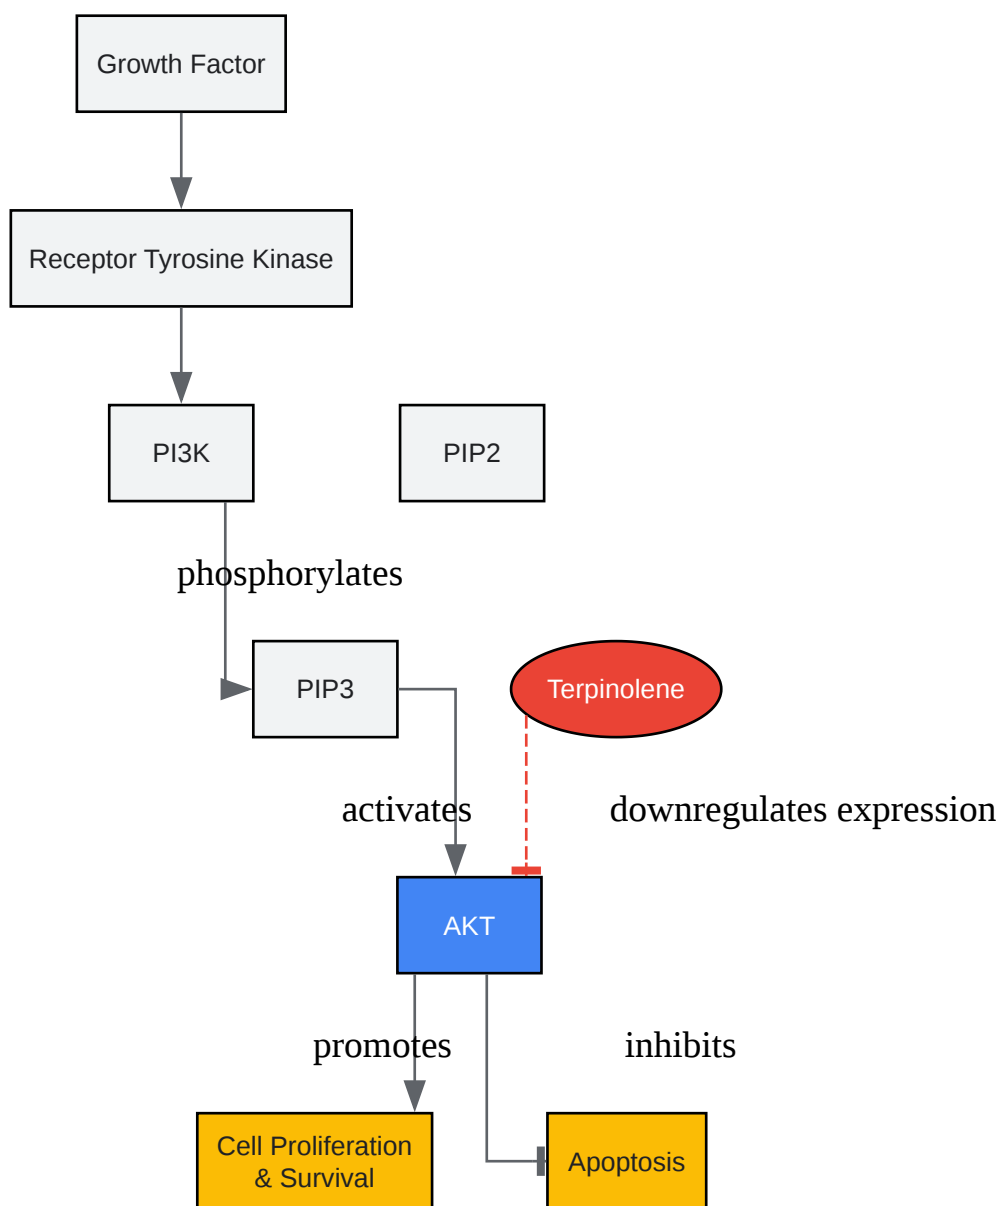 Growth Factor
Receptor Tyrosine Kinase
PI3K
PIP2
phosphorylates
PIP3
Terpinolene
activates
downregulates expression
AKT
promotes
inhibits
Cell Proliferation
& Survival
Apoptosis